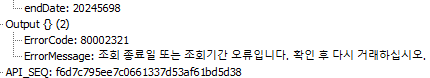 endDate: 20245698
Output {} (2)
ErrorCode: 80002321
ErrorMessage: 조회 종료일 또는 조회기간 오류입니다. 확인 후 다시 거래하십시오.
API_SEQ: f6d7c795ee7c0661337d53af61bd5d38